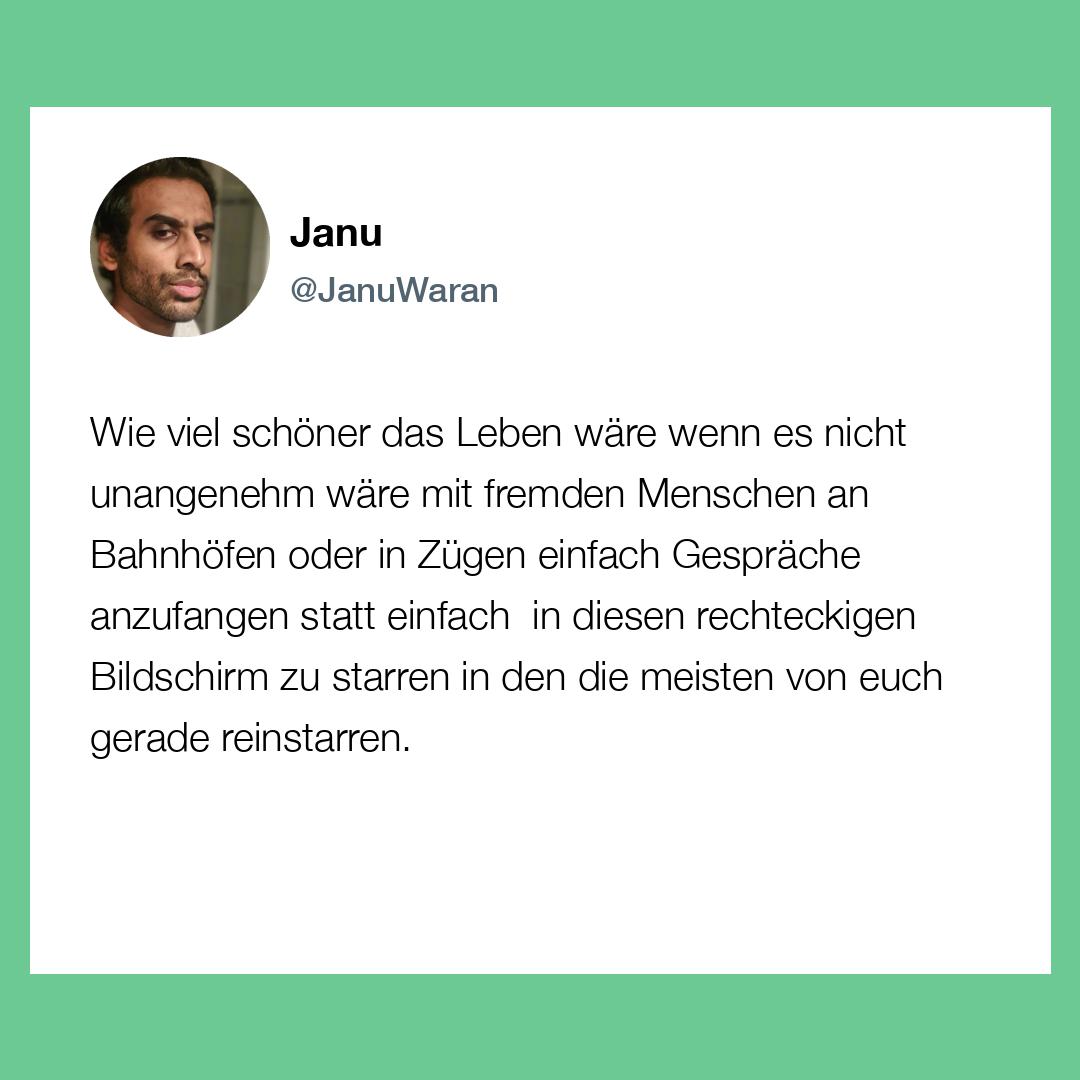 Janu
@JanuWaran
Wie viel schöner das Leben wäre wenn es nicht
unangenehm wäre mit fremden Menschen an
Bahnhöfen oder in Zügen einfach Gespräche
anzufangen statt einfach  in diesen rechteckigen
Bildschirm zu starren in den die meisten von euch
gerade reinstarren.